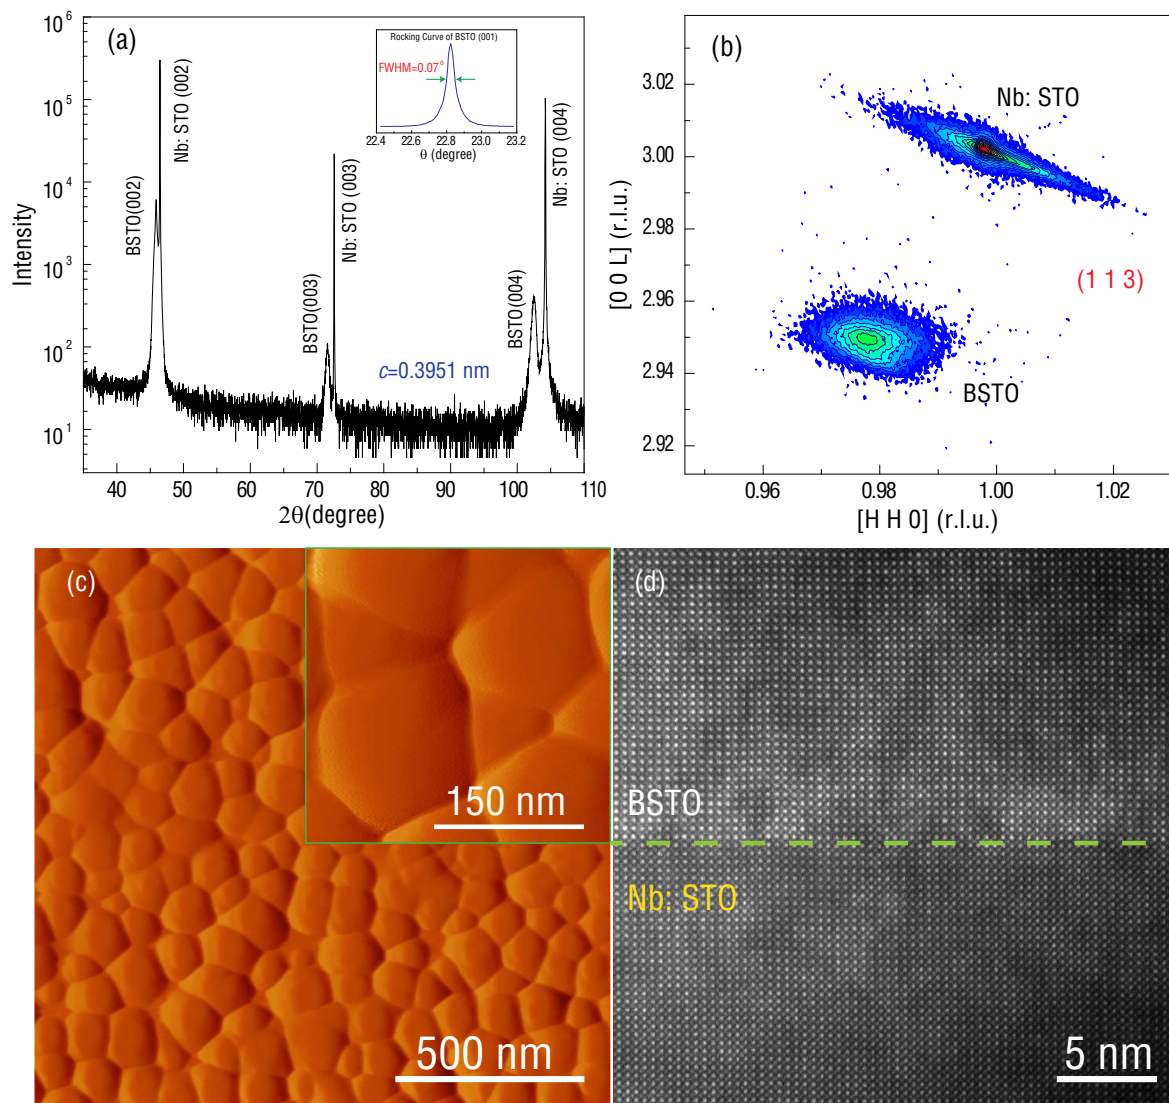 (a)
Intensity
10^6
10^5
10^4
10^3
10^2
10^1
BSTO(002)
Nb: STO (002)
BSTO(003)
Nb: STO (003)
BSTO(004)
Nb: STO (004)
c=0.3951 nm
40 50 60 70 80 90 100 110
2θ(degree)
Rocking Curve of BSTO (001)
FWHM=0.07°
22.4 22.6 22.8 23.0 23.2
θ (degree)
(b)
[0 0 L] (r.l.u.)
3.02
3.00
2.98
2.96
2.94
2.92
Nb: STO
(1 1 3)
BSTO
0.96 0.98 1.00 1.02
[H H 0] (r.l.u.)
(c)
150 nm
500 nm
(d)
BSTO
Nb: STO
5 nm